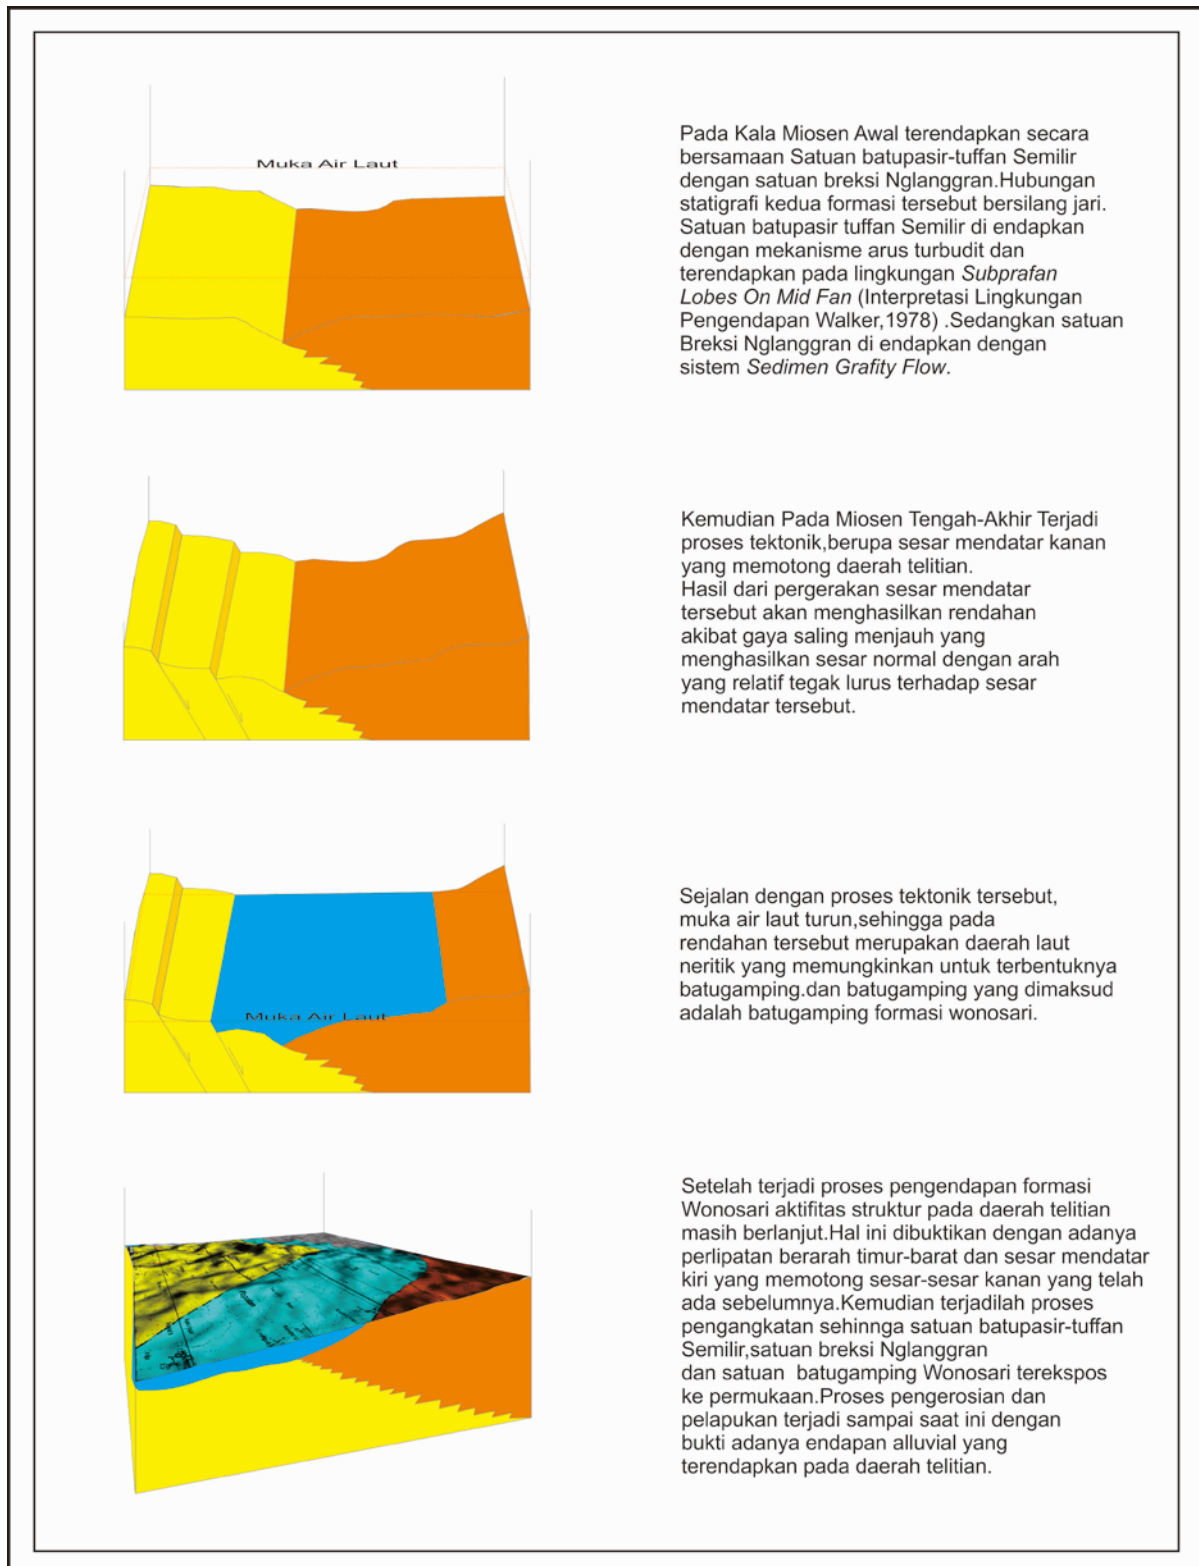 Muka Air Laut
Pada Kala Miosen Awal terendapkan secara
bersamaan Satuan batupasir-tuffan Semilir
dengan satuan breksi Nglanggran.Hubungan
statigrafi kedua formasi tersebut bersilang jari.
Satuan batupasir tuffan Semilir di endapkan
dengan mekanisme arus turbudit dan
terendapkan pada lingkungan Subprafan
Lobes On Mid Fan (Interpretasi Lingkungan
Pengendapan Walker,1978) .Sedangkan satuan
Breksi Nglanggran di endapkan dengan
sistem Sedimen Grafity Flow.
Kemudian Pada Miosen Tengah-Akhir Terjadi
proses tektonik,berupa sesar mendatar kanan
yang memotong daerah telitian.
Hasil dari pergerakan sesar mendatar
tersebut akan menghasilkan rendahan
akibat gaya saling menjauh yang
menghasilkan sesar normal dengan arah
yang relatif tegak lurus terhadap sesar
mendatar tersebut.
Muka Air Laut
Sejalan dengan proses tektonik tersebut,
muka air laut turun,sehingga pada
rendahan tersebut merupakan daerah laut
neritik yang memungkinkan untuk terbentuknya
batugamping.dan batugamping yang dimaksud
adalah batugamping formasi wonosari.
Setelah terjadi proses pengendapan formasi
Wonosari aktifitas struktur pada daerah telitian
masih berlanjut.Hal ini dibuktikan dengan adanya
perlipatan berarah timur-barat dan sesar mendatar
kiri yang memotong sesar-sesar kanan yang telah
ada sebelumnya.Kemudian terjadilah proses
pengangkatan sehinnga satuan batupasir-tuffan
Semilir,satuan breksi Nglanggran
dan satuan  batugamping Wonosari terekspos
ke permukaan.Proses pengerosian dan
pelapukan terjadi sampai saat ini dengan
bukti adanya endapan alluvial yang
terendapkan pada daerah telitian.